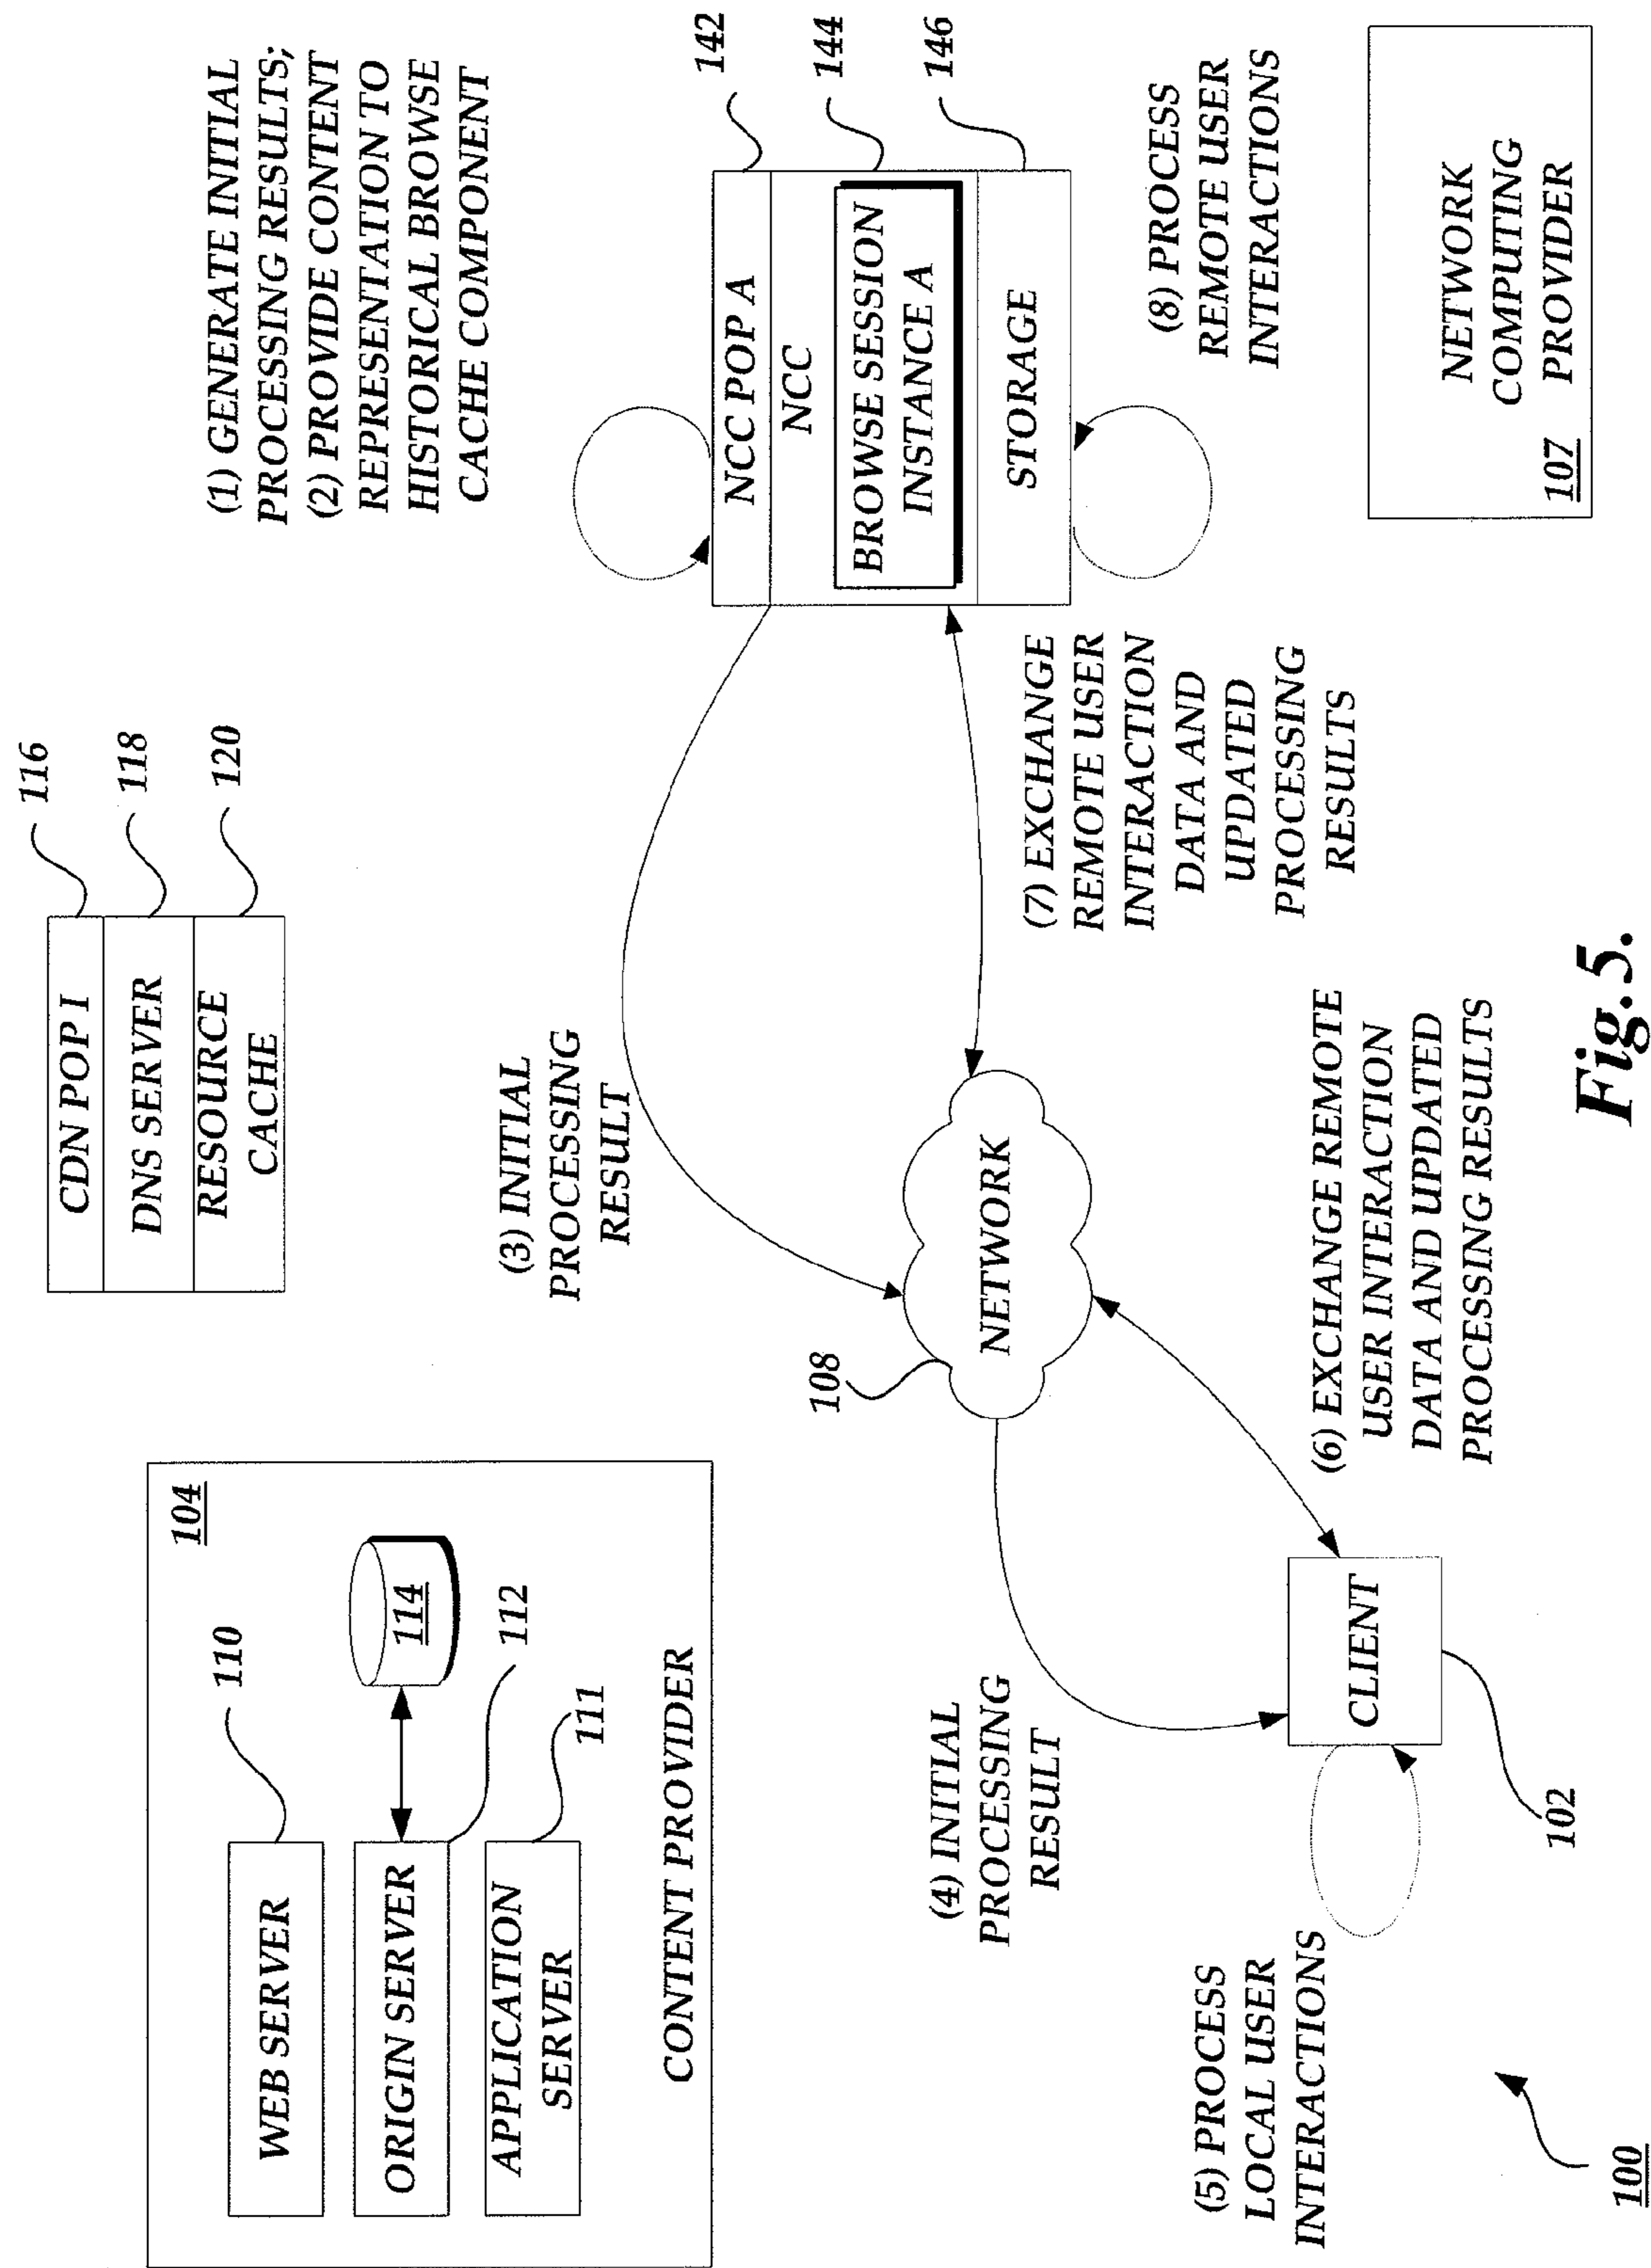 104
WEB SERVER
110
ORIGIN SERVER
114
112
APPLICATION
SERVER
111
CONTENT PROVIDER
CDN POP I
116
DNS SERVER
118
RESOURCE
CACHE
120
(1) GENERATE INITIAL
PROCESSING RESULTS;
(2) PROVIDE CONTENT
REPRESENTATION TO
HISTORICAL BROWSE
CACHE COMPONENT
(3) INITIAL
PROCESSING
RESULT
NCC POP A
142
NCC
144
BROWSE SESSION
INSTANCE A
STORAGE
146
108
NETWORK
(4) INITIAL
PROCESSING
RESULT
(7) EXCHANGE
REMOTE USER
INTERACTION
DATA AND
UPDATED
PROCESSING
RESULTS
(8) PROCESS
REMOTE USER
INTERACTIONS
(5) PROCESS
LOCAL USER
INTERACTIONS
CLIENT
102
(6) EXCHANGE REMOTE
USER INTERACTION
DATA AND UPDATED
PROCESSING RESULTS
NETWORK
COMPUTING
PROVIDER
107
100
Fig.5.